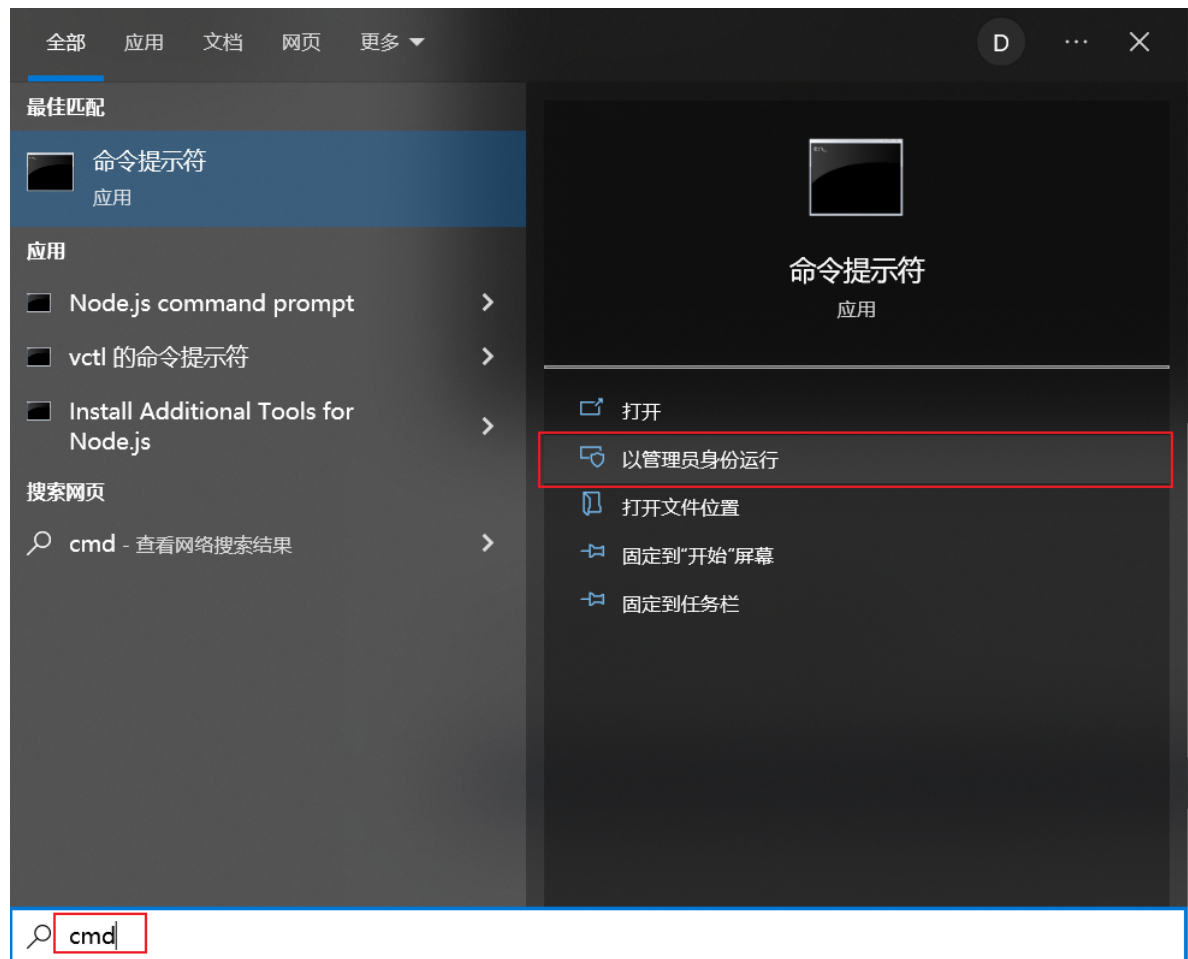 全部 应用 文档 网页 更多 D ···
最佳匹配
命令提示符
应用
应用
Node.js command prompt
vctl 的命令提示符
Install Additional Tools for
Node.js
搜索网页
cmd - 查看网络搜索结果
命令提示符
应用
打开
以管理员身份运行
打开文件位置
固定到"开始"屏幕
固定到任务栏
cmd